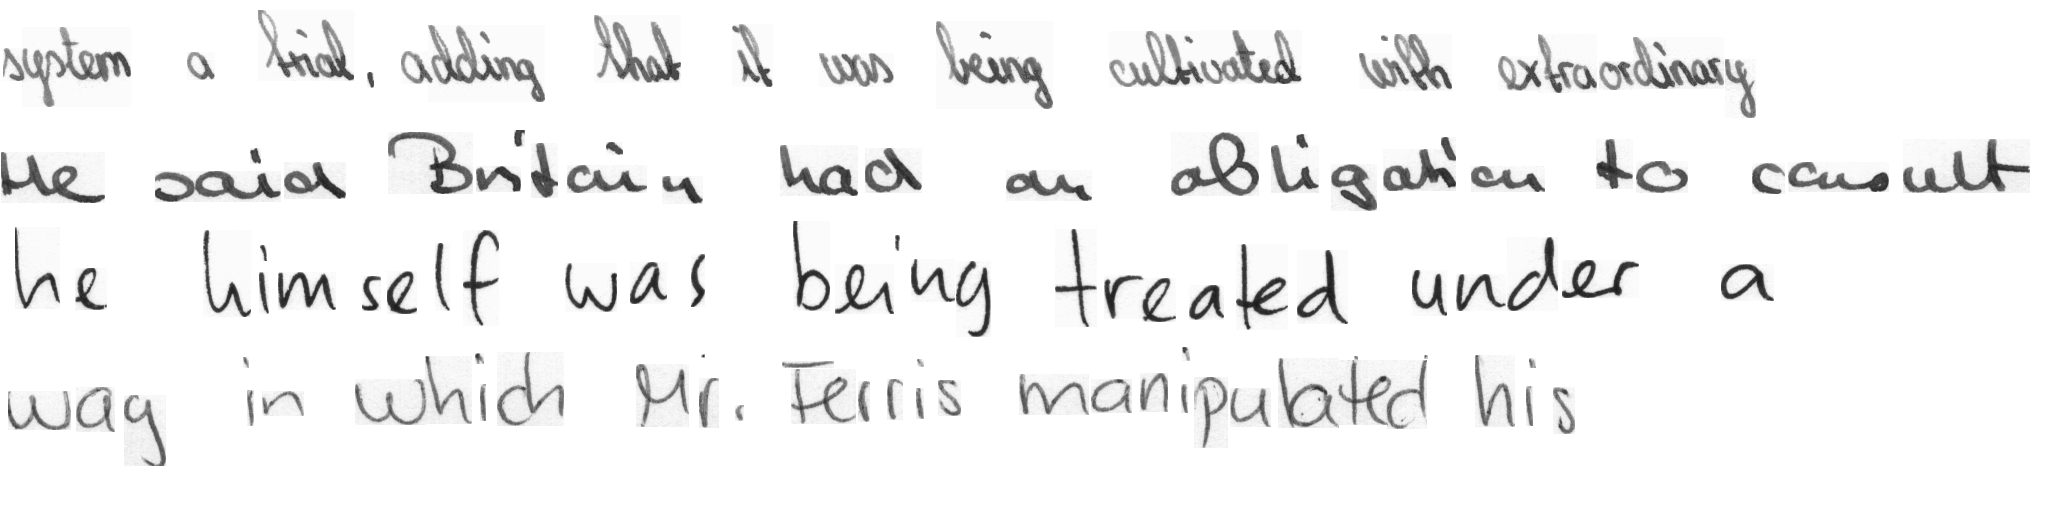 system a trial, adding that it was being cultivated with extraordinary
He said Britain had an obligation to consult
he himself was being treated under a
way in which Mr. Ferris manipulated his